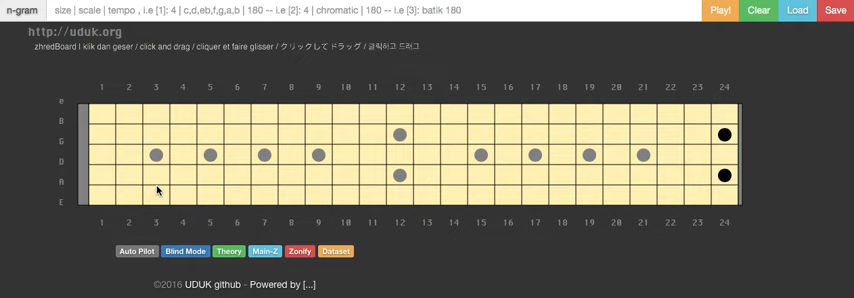 n-gram size | scale | tempo , i.e [1]: 4 | c,d,eb,f,g,a,b | 180 -- i.e [2]: 4 | chromatic | 180 -- i.e [3]: batik 180 Play! Clear Load Save
http://uduk.org
zhredBoard I klik dan geser / click and drag / cliquer et faire glisser / クリックして ドラッグ / 클릭하고 드래그
1 2 3 4 5 6 7 8 9 10 11 12 13 14 15 16 17 18 19 20 21 22 23 24
e
B
G
D
A
E
1 2 3 4 5 6 7 8 9 10 11 12 13 14 15 16 17 18 19 20 21 22 23 24
Auto Pilot Blind Mode Theory Main-Z Zonify Dataset
©2016 UDUK github - Powered by [...]